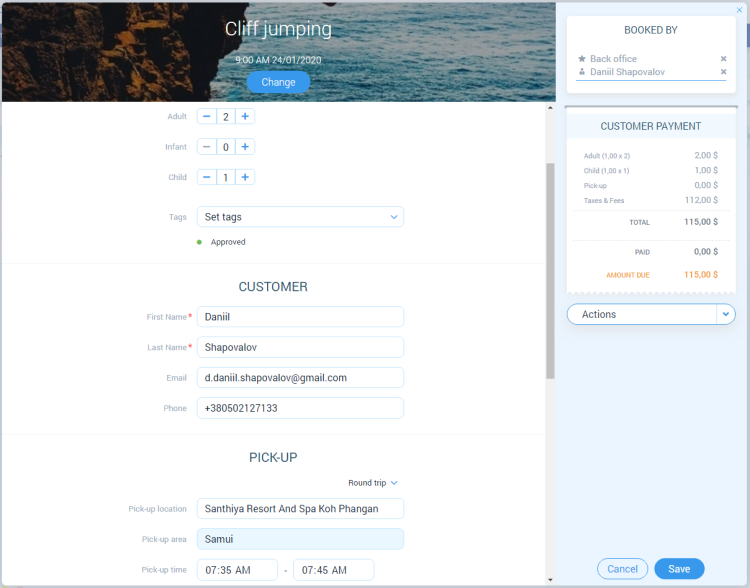 Cliff jumping
9:00 AM 24/01/2020
Change
Adult 2
Infant 0
Child 1
Tags Set tags
Approved
CUSTOMER
First Name* Daniil
Last Name* Shapovalov
Email d.daniil.shapovalov@gmail.com
Phone +380502127133
PICK-UP
Round trip
Pick-up location Santhiya Resort And Spa Koh Phangan
Pick-up area Samui
Pick-up time 07:35 AM - 07:45 AM
BOOKED BY
Back office
Daniil Shapovalov
CUSTOMER PAYMENT
Adult (1,00 x 2) 2,00 $
Child (1,00 x 1) 1,00 $
Pick-up 0,00 $
Taxes & Fees 112,00 $
TOTAL 115,00 $
PAID 0,00 $
AMOUNT DUE 115,00 $
Actions
Cancel Save